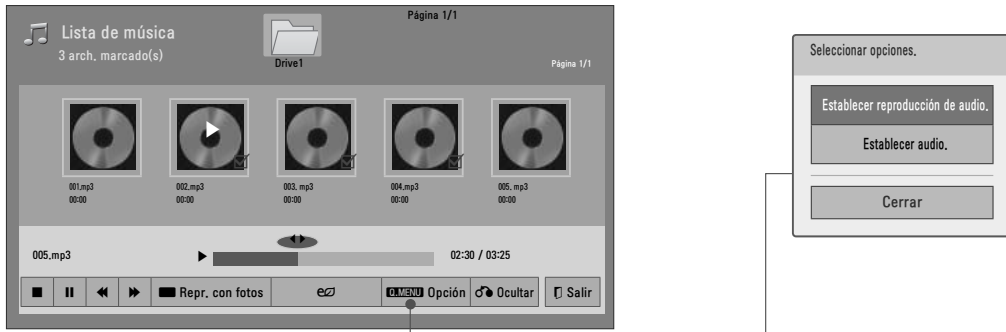 Página 1/1
Lista de música
3 arch. marcado(s)
Drive1
Página 1/1
001.mp3
002.mp3
003. mp3
004.mp3
005. mp3
00:00
00:00
00:00
00:00
00:00
005.mp3
02:30 / 03:25
Repr. con fotos
Q.MENU Opción
Ocultar
Salir
Seleccionar opciones.
Establecer reproducción de audio.
Establecer audio.
Cerrar